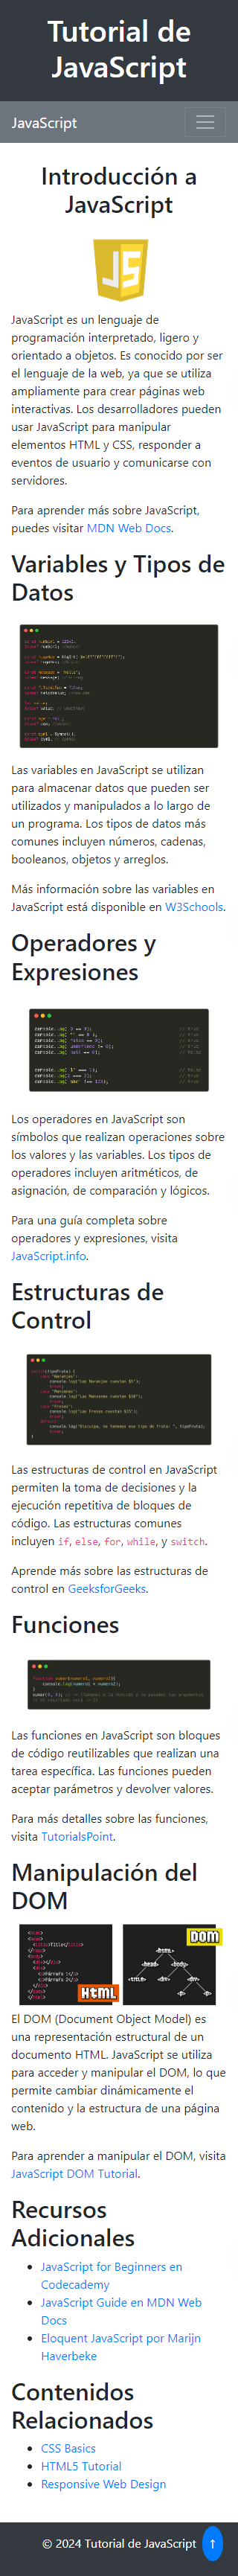 Tutorial de
JavaScript
JavaScript
Introducción a
JavaScript
JS
JavaScript es un lenguaje de
programación interpretado, ligero y
orientado a objetos. Es conocido por ser
el lenguaje de la web, ya que se utiliza
ampliamente para crear páginas web
interactivas. Los desarrolladores pueden
usar JavaScript para manipular
elementos HTML y CSS, responder a
eventos de usuario y comunicarse con
servidores.
Para aprender más sobre JavaScript,
puedes visitar MDN Web Docs.
Variables y Tipos de
Datos
Las variables en JavaScript se utilizan
para almacenar datos que pueden ser
utilizados y manipulados a lo largo de
un programa. Los tipos de datos más
comunes incluyen números, cadenas,
booleanos, objetos y arreglos.
Más información sobre las variables en
JavaScript está disponible en W3Schools.
Operadores y
Expresiones
Los operadores en JavaScript son
símbolos que realizan operaciones sobre
los valores y las variables. Los tipos de
operadores incluyen aritméticos, de
asignación, de comparación y lógicos.
Para una guía completa sobre
operadores y expresiones, visita
JavaScript.info.
Estructuras de
Control
Las estructuras de control en JavaScript
permiten la toma de decisiones y la
ejecución repetitiva de bloques de
código. Las estructuras comunes
incluyen if, else, for, while, y switch.
Aprende más sobre las estructuras de
control en GeeksforGeeks.
Funciones
Las funciones en JavaScript son bloques
de código reutilizables que realizan una
tarea específica. Las funciones pueden
aceptar parámetros y devolver valores.
Para más detalles sobre las funciones,
visita TutorialsPoint.
Manipulación del
DOM
Html
DOM
El DOM (Document Object Model) es
una representación estructural de un
documento HTML. JavaScript se utiliza
para acceder y manipular el DOM, lo que
permite cambiar dinámicamente el
contenido y la estructura de una página
web.
Para aprender a manipular el DOM, visita
JavaScript DOM Tutorial.
Recursos
Adicionales
JavaScript for Beginners en
Codecademy
JavaScript Guide en MDN Web
Docs
Eloquent JavaScript por Marijn
Haverbeke
Contenidos
Relacionados
CSS Basics
HTML5 Tutorial
Responsive Web Design
© 2024 Tutorial de JavaScript ↑